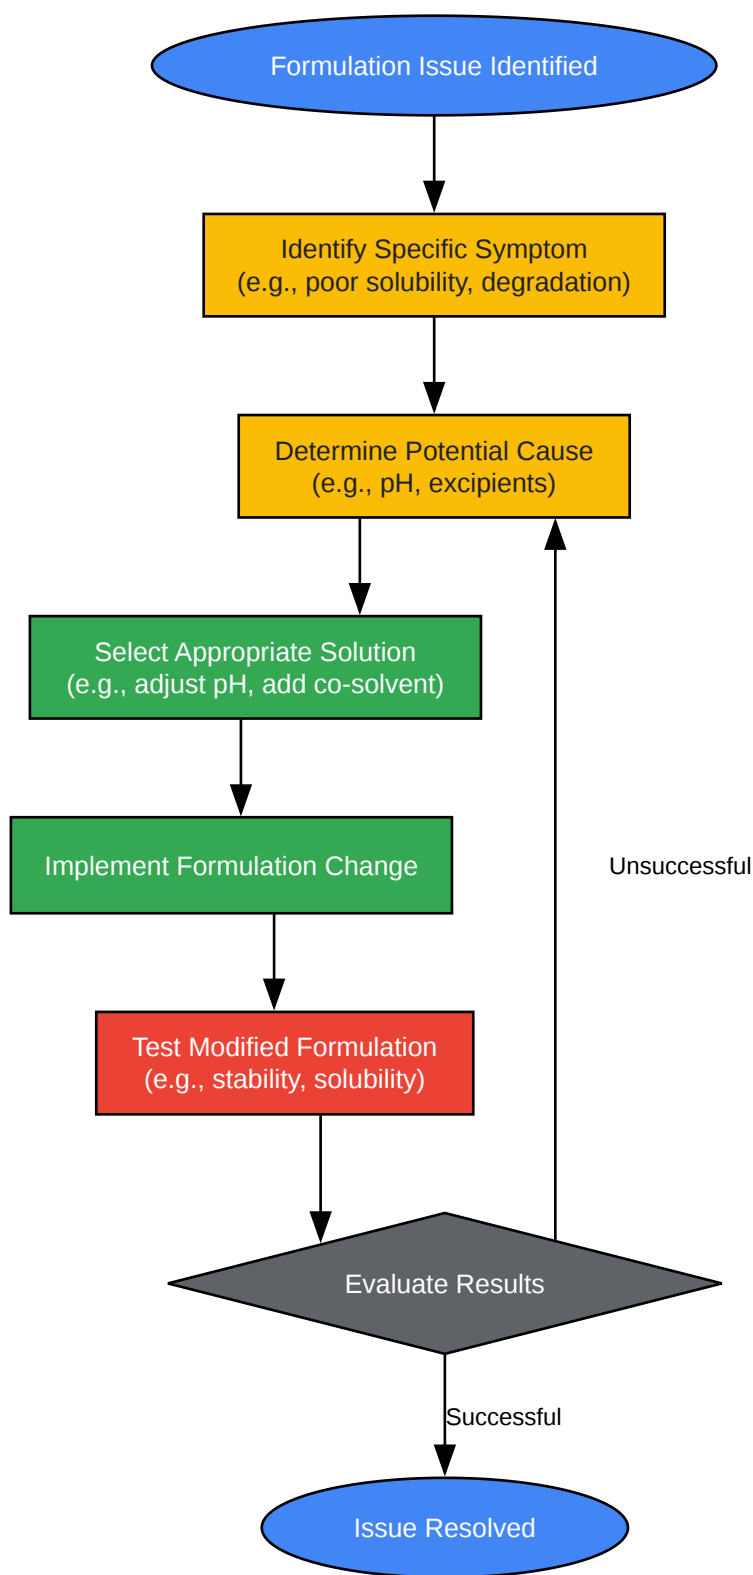 Formulation Issue Identified
Identify Specific Symptom
(e.g., poor solubility, degradation)
Determine Potential Cause
(e.g., pH, excipients)
Select Appropriate Solution
(e.g., adjust pH, add co-solvent)
Implement Formulation Change
Unsuccessful
Test Modified Formulation
(e.g., stability, solubility)
Evaluate Results
Successful
Issue Resolved